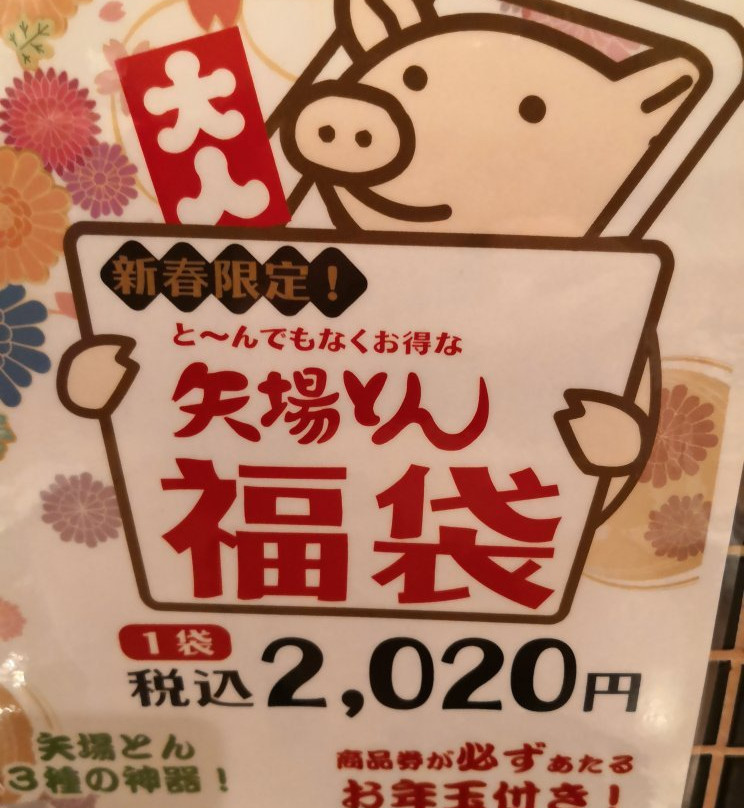 大人
新春限定!
と〜んでもなくお得な
矢場とん
福袋
1袋
税込2,020円
矢場とん
3種の神器!
商品券が必ずあたる
お年玉付き!